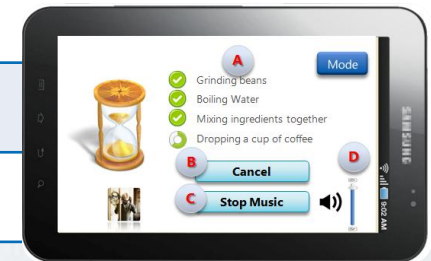 A
Mode
Grinding beans
Boiling Water
Mixing ingredients together
Dropping a cup of coffee
B
Cancel
D
C
Stop Music
SAMSUNG
9:02 AM